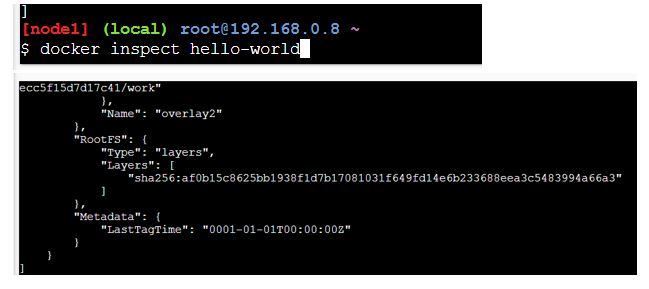 ]
[node1] (local) root@192.168.0.8 ~
$ docker inspect hello-world
ecc5f15d7d17c41/work"
},
"Name": "overlay2"
},
"RootFS": {
"Type": "layers",
"Layers": [
"sha256:af0b15c8625bb1938f1d7b17081031f649fd14e6b233688eea3c5483994a66a3"
]
},
"Metadata": {
"LastTagTime": "0001-01-01T00:00:00Z"
}
}
]